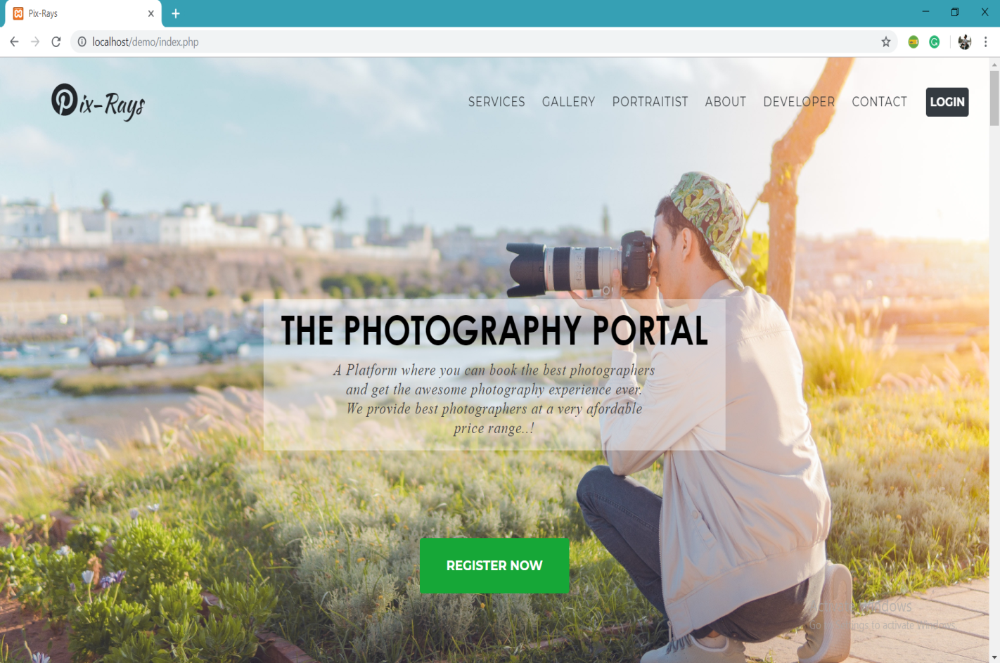 Pix-Rays
localhost/demo/index.php
Pix-Rays
SERVICES GALLERY PORTRAITIST ABOUT DEVELOPER CONTACT LOGIN
THE PHOTOGRAPHY PORTAL
A Platform where you can book the best photographers
and get the awesome photography experience ever.
We provide best photographers at a very afordable
price range..!
REGISTER NOW
Windows
Go to Settings to activate Windows.